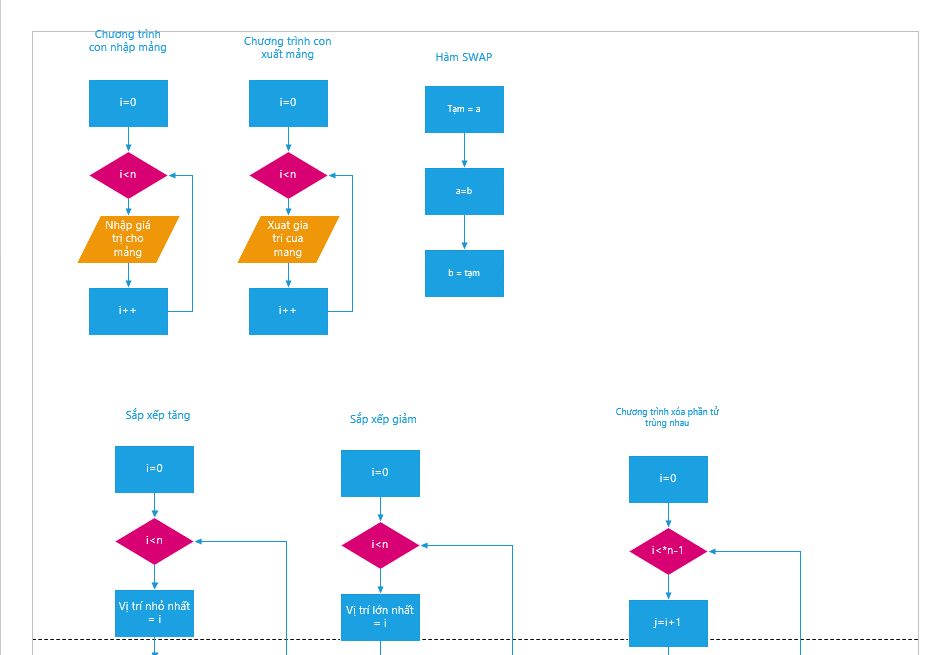 Chương trình
con nhập mảng
i=0
i<n
Nhập giá
trị cho
mảng
i++
Chương trình con
xuất mảng
i=0
i<n
Xuat gia
tri cua
mang
i++
Hàm SWAP
Tạm = a
a=b
b = tạm
Sắp xếp tăng
i=0
i<n
Vị trí nhỏ nhất
= i
Sắp xếp giảm
i=0
i<n
Vị trí lớn nhất
= i
Chương trình xóa phần tử
trùng nhau
i=0
i<*n-1
j=i+1